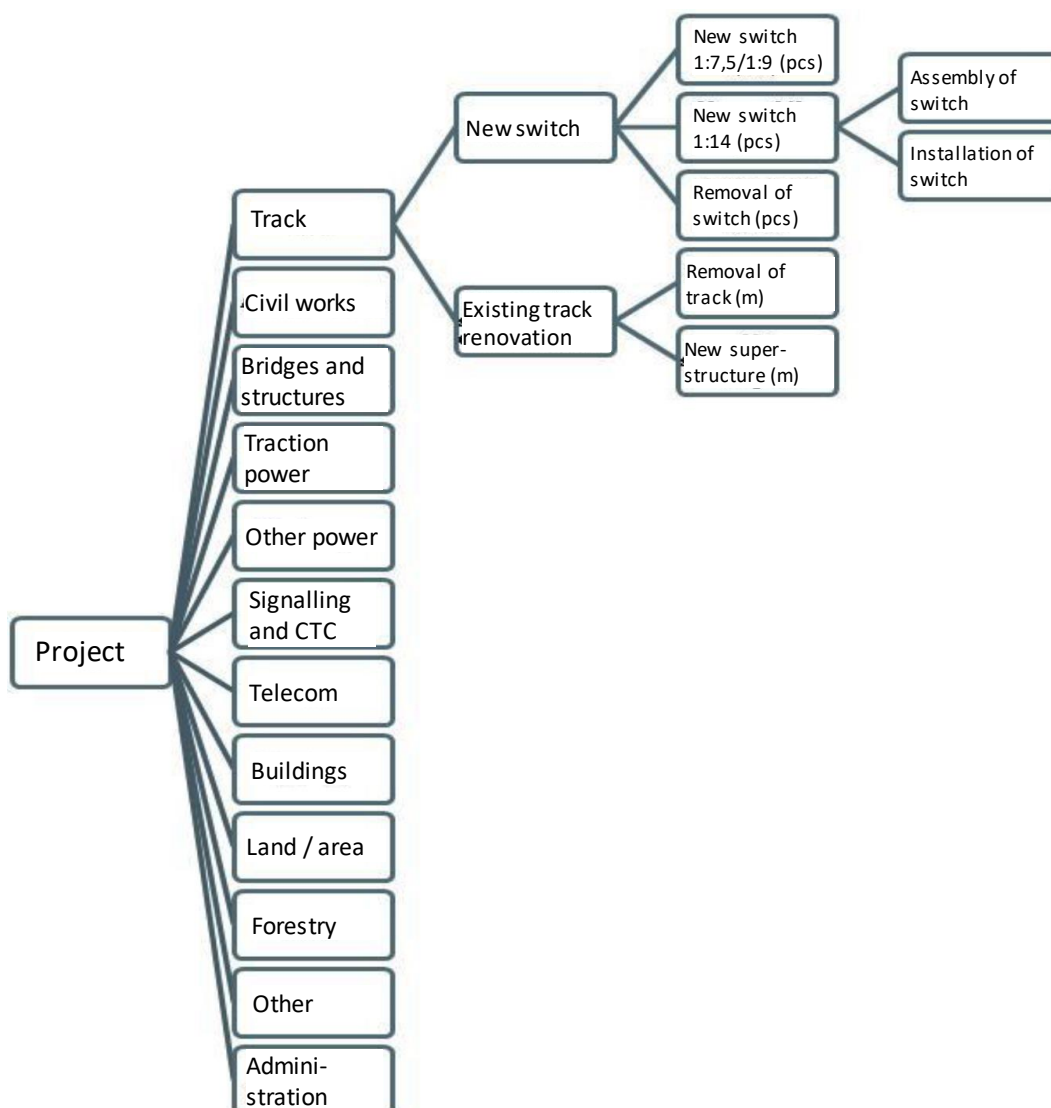 New switch
1:7,5/1:9 (pcs)
Assembly of
switch
New switch
New switch
1:14 (pcs)
Installation of
switch
Removal of
switch (pcs)
Track
Removal of
track (m)
Civil works
Existing track
renovation
New super-
structure (m)
Bridges and
structures
Traction
power
Other power
Signalling
and CTC
Project
Telecom
Buildings
Land / area
Forestry
Other
Admini-
stration